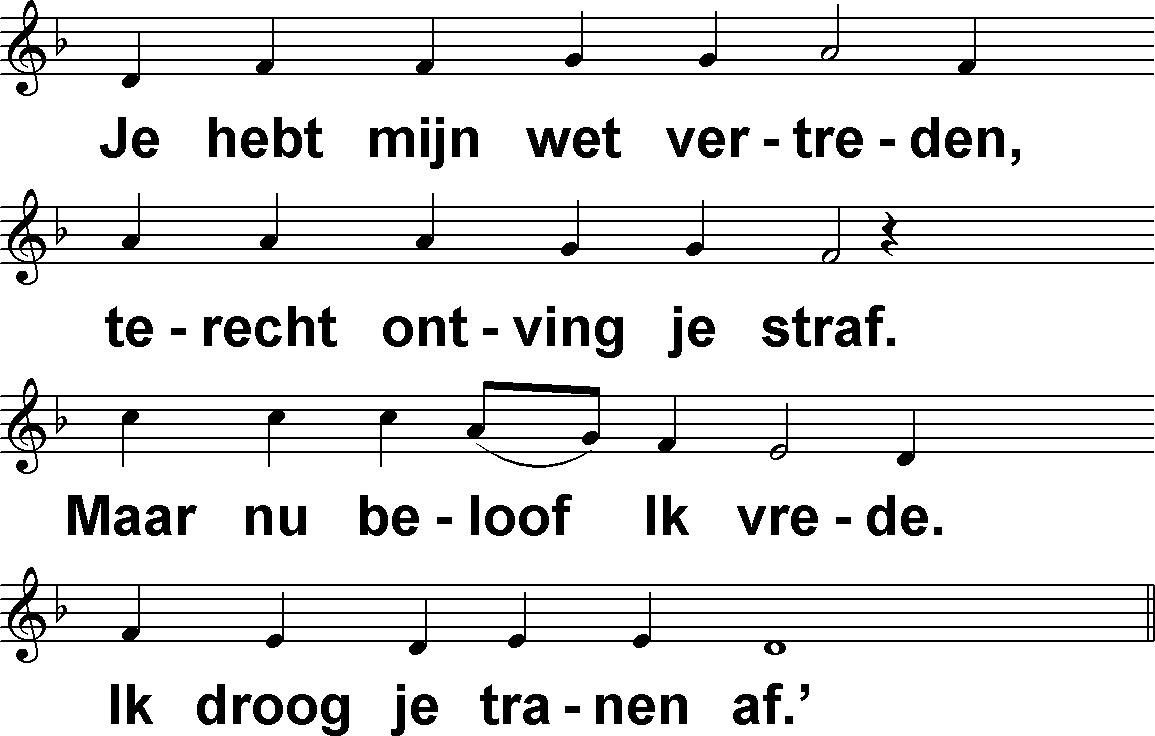 Je hebt mijn wet ver - tre - den,
te - recht ont - ving je straf.
Maar nu be - loof Ik vre - de.
Ik droog je tra - nen af.’